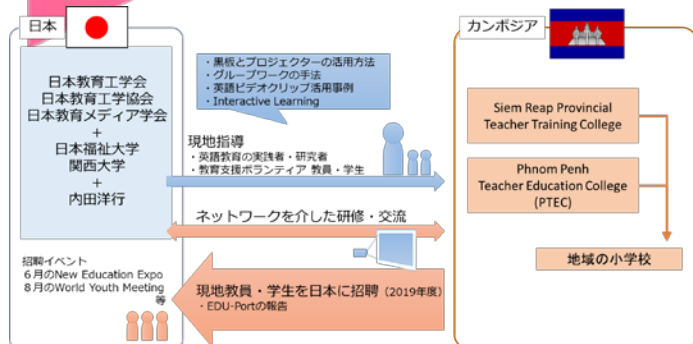 日本
日本教育工学会
日本教育工学協会
日本教育メディア学会
+
日本福祉大学
関西大学
+
内田洋行
招聘イベント
6月のNew Education Expo
8月のWorld Youth Meeting
等
・黒板とプロジェクターの活用方法
・グループワークの手法
・英語ビデオクリップ活用事例
・Interactive Learning
現地指導
・英語教育の実践者・研究者
・教育支援ボランティア 教員・学生
ネットワークを介した研修・交流
現地教員・学生を日本に招聘（2019年度）
・EDU-Portの報告
カンボジア
Siem Reap Provincial
Teacher Training College
Phnom Penh
Teacher Education College
(PTEC)
地域の小学校